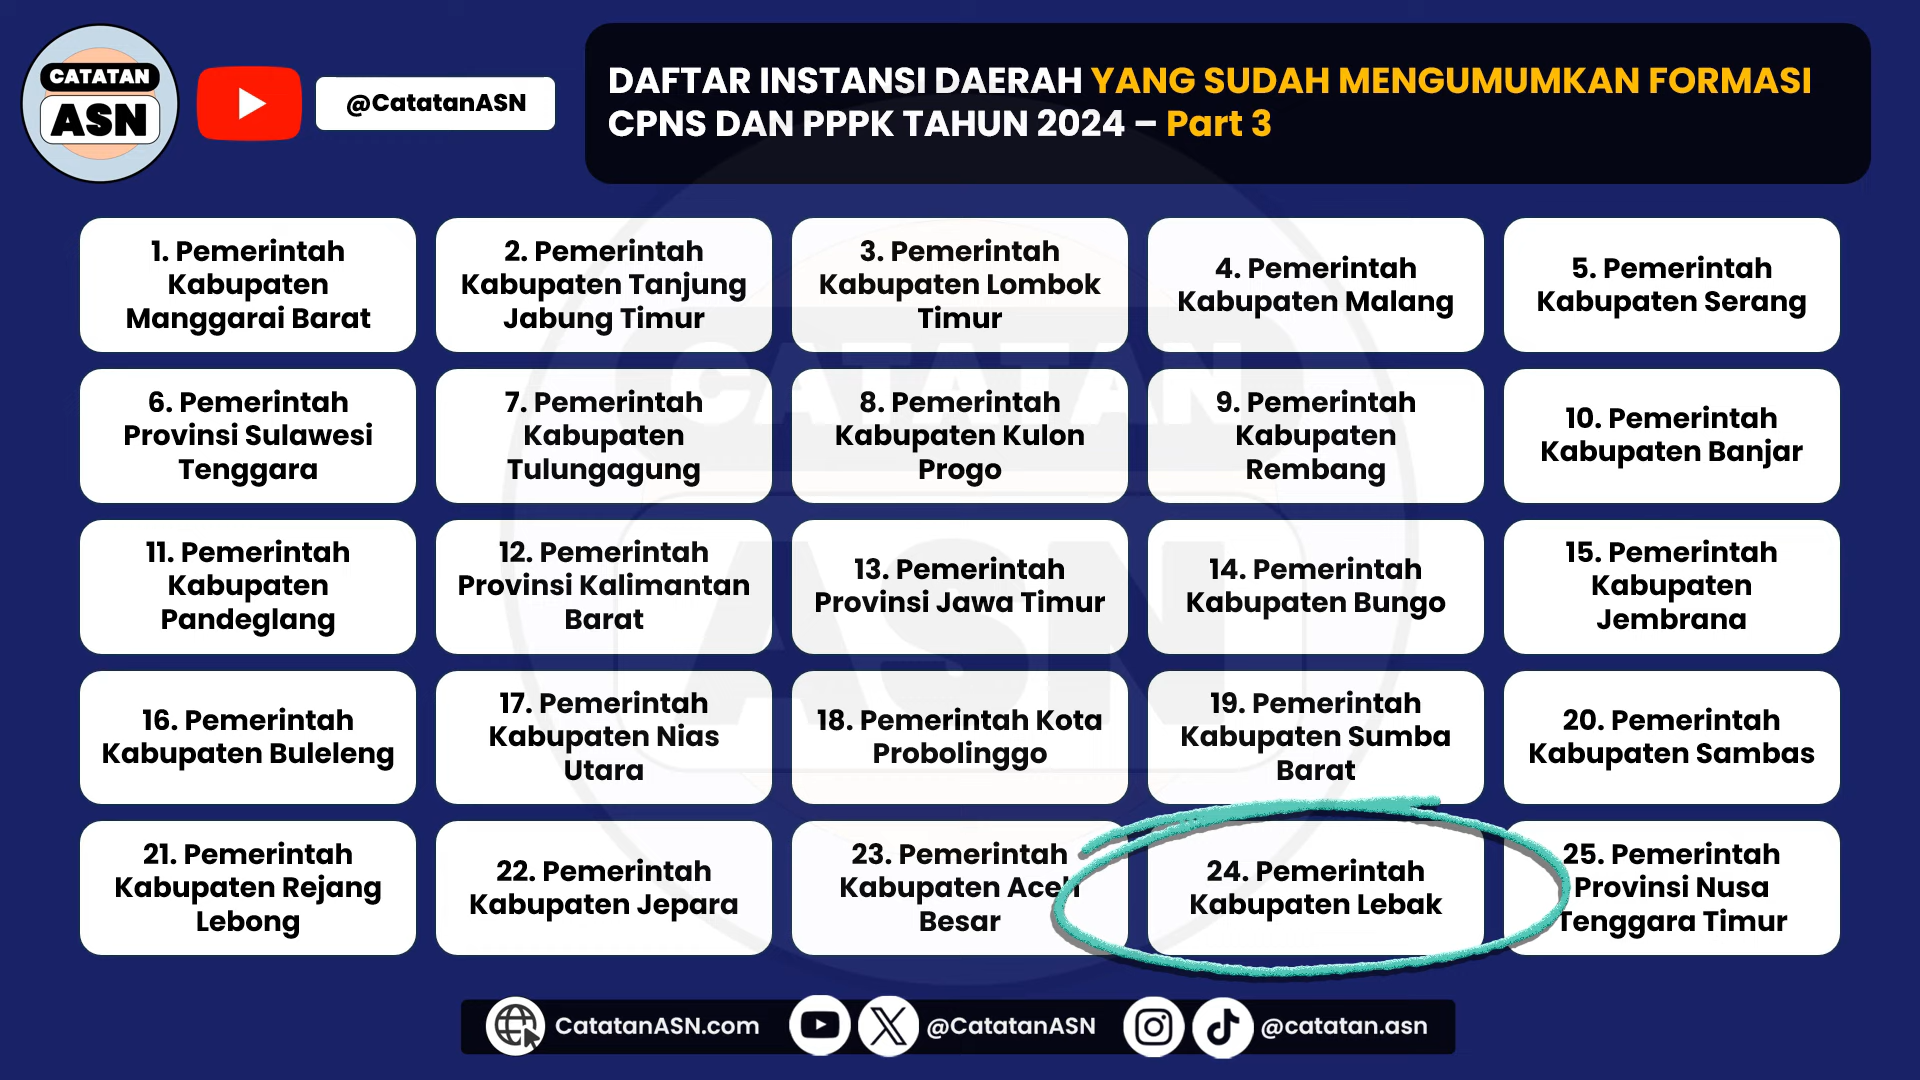 CATATAN
ASN
@CatatanASN
DAFTAR INSTANSI DAERAH YANG SUDAH MENGUMUMKAN FORMASI
CPNS DAN PPPK TAHUN 2024 – Part 3
1. Pemerintah
Kabupaten
Manggarai Barat
2. Pemerintah
Kabupaten Tanjung
Jabung Timur
3. Pemerintah
Kabupaten Lombok
Timur
4. Pemerintah
Kabupaten Malang
5. Pemerintah
Kabupaten Serang
6. Pemerintah
Provinsi Sulawesi
Tenggara
7. Pemerintah
Kabupaten
Tulungagung
8. Pemerintah
Kabupaten Kulon
Progo
9. Pemerintah
Kabupaten
Rembang
10. Pemerintah
Kabupaten Banjar
11. Pemerintah
Kabupaten
Pandeglang
12. Pemerintah
Provinsi Kalimantan
Barat
13. Pemerintah
Provinsi Jawa Timur
14. Pemerintah
Kabupaten Bungo
15. Pemerintah
Kabupaten
Jembrana
16. Pemerintah
Kabupaten Buleleng
17. Pemerintah
Kabupaten Nias
Utara
18. Pemerintah Kota
Probolinggo
19. Pemerintah
Kabupaten Sumba
Barat
20. Pemerintah
Kabupaten Sambas
21. Pemerintah
Kabupaten Rejang
Lebong
22. Pemerintah
Kabupaten Jepara
23. Pemerintah
Kabupaten Aceh
Besar
24. Pemerintah
Kabupaten Lebak
25. Pemerintah
Provinsi Nusa
Tenggara Timur
CATATAN
ASN
CatatanASN.com
@CatatanASN
@catatan.asn